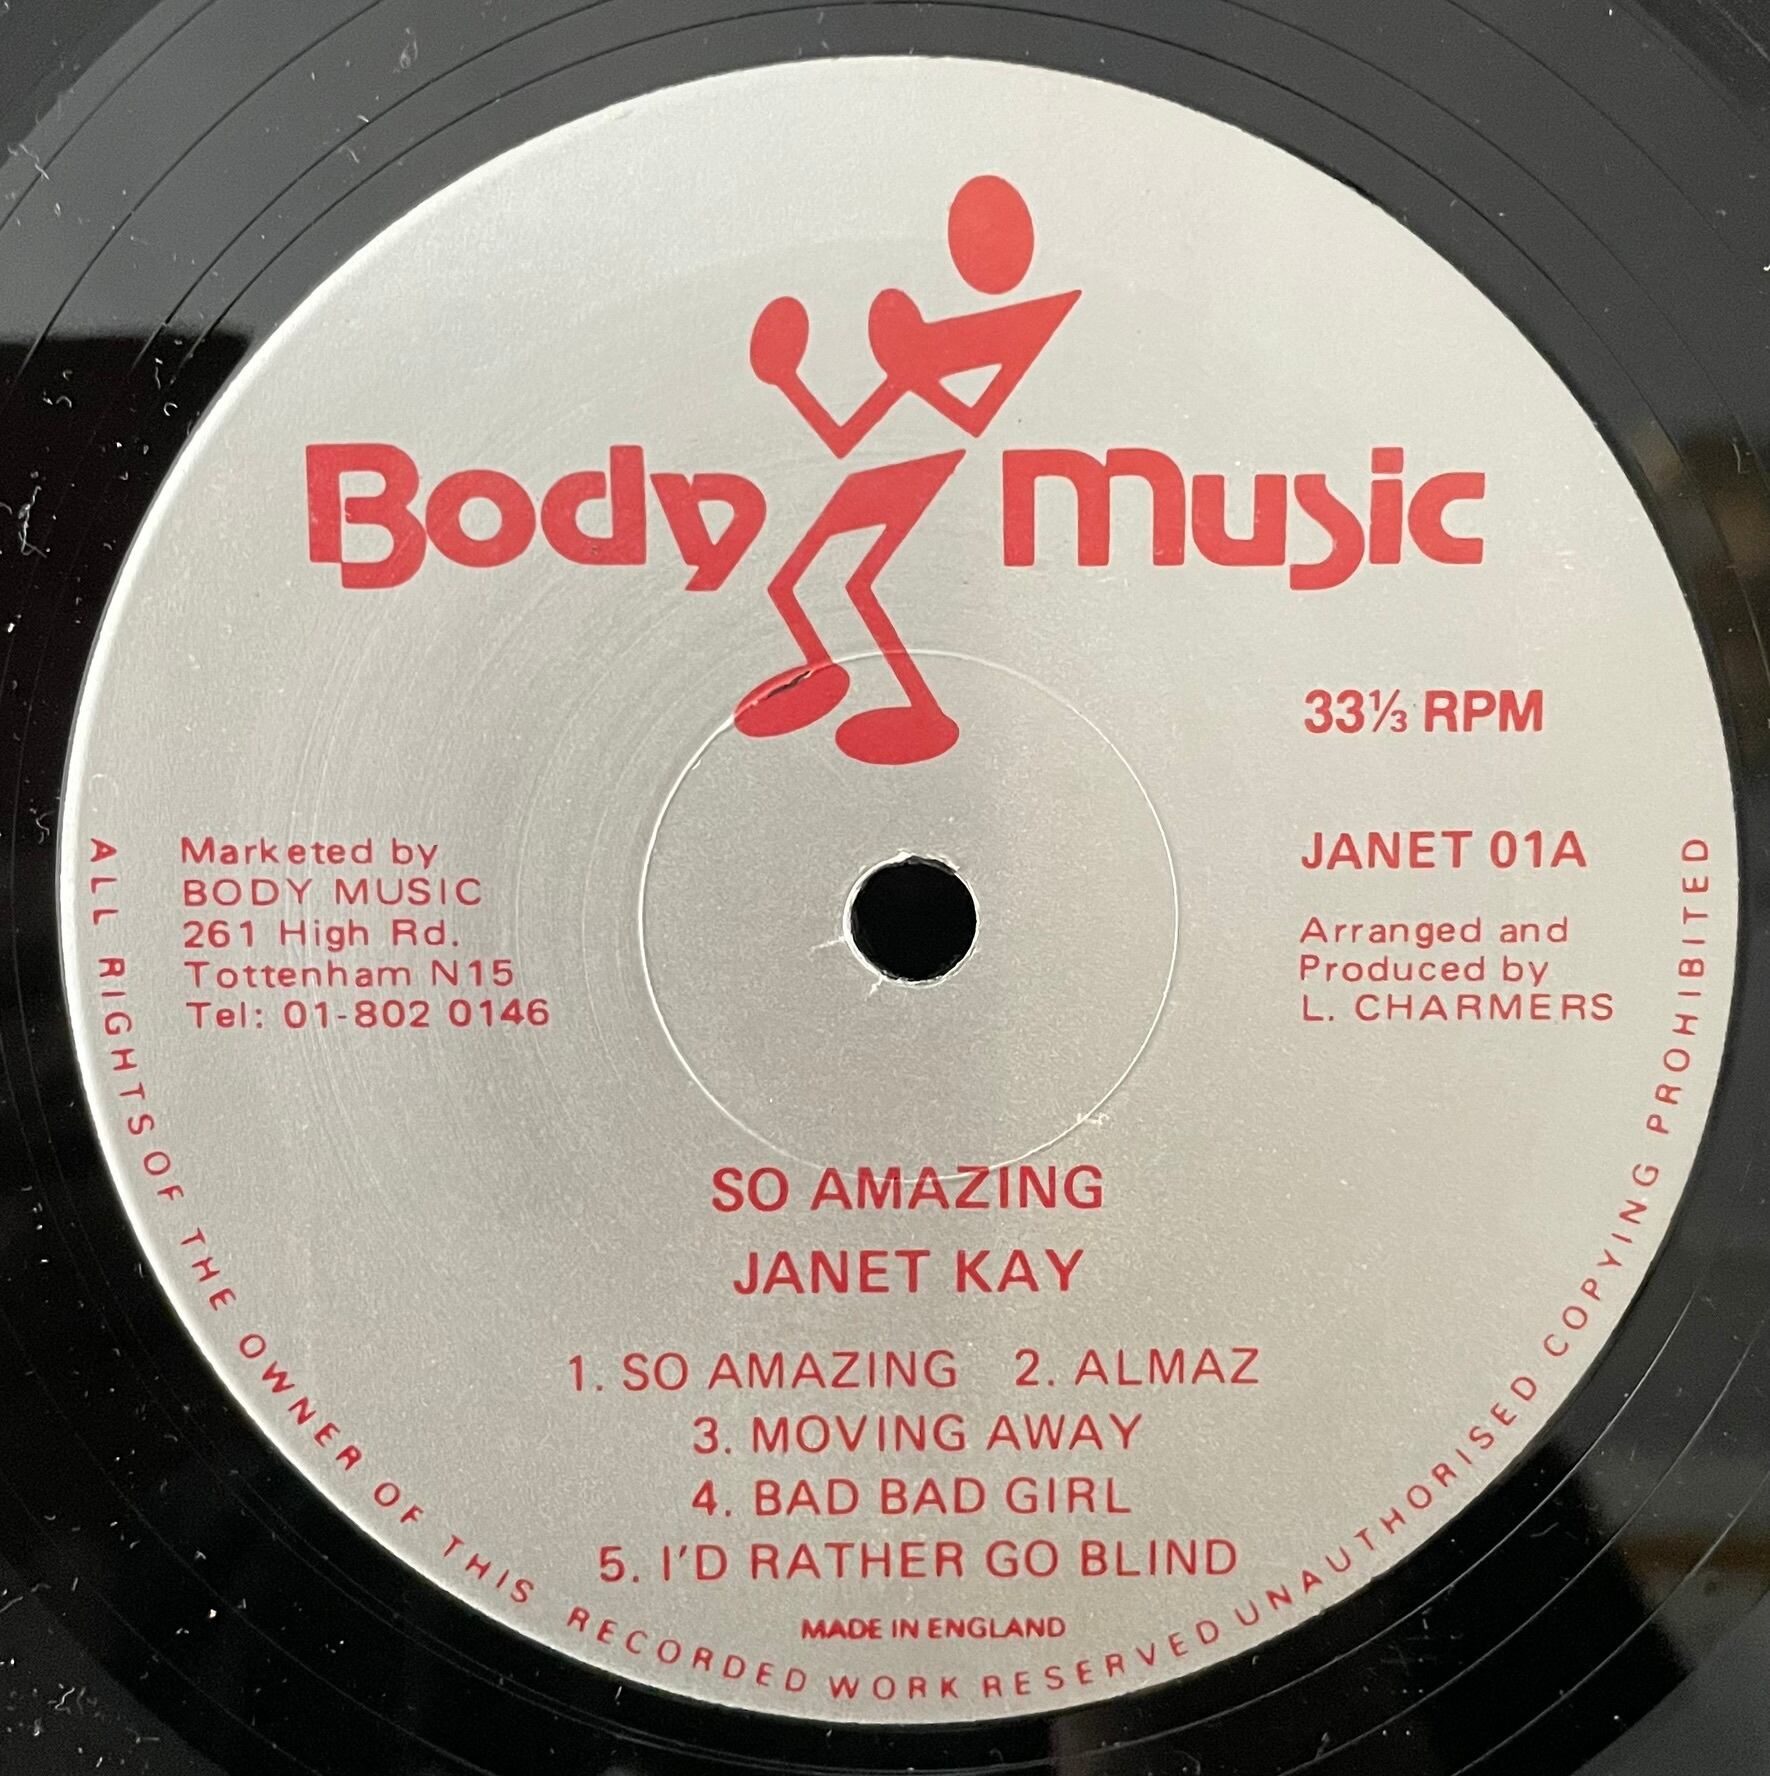 Body Music
33⅓ RPM
Marketed by
BODY MUSIC
261 High Rd.
Tottenham N15
Tel: 01-802 0146
JANET 01A
Arranged and
Produced by
L. CHARMERS
SO AMAZING
JANET KAY
1. SO AMAZING 2. ALMAZ
3. MOVING AWAY
4. BAD BAD GIRL
5. I'D RATHER GO BLIND
MADE IN ENGLAND
ALL RIGHTS OF THE OWNER OF THIS RECORDED WORK RESERVED UNAUTHORISED COPYING PROHIBITED